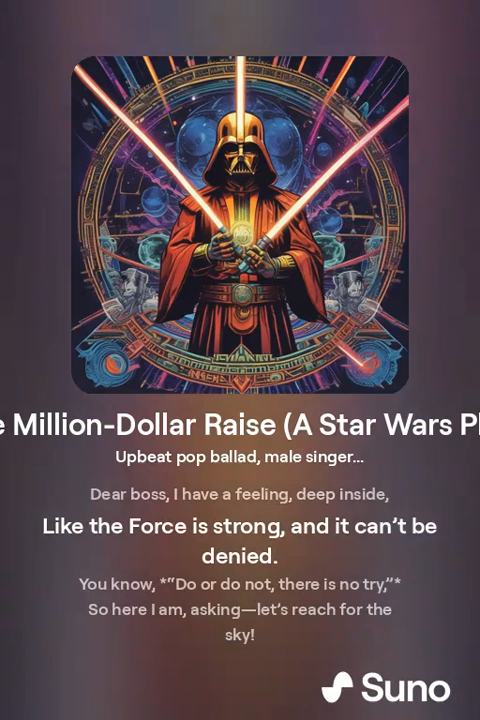 e Million-Dollar Raise (A Star Wars Pl
Upbeat pop ballad, male singer...
Dear boss, I have a feeling, deep inside,
Like the Force is strong, and it can’t be
denied.
You know, *“Do or do not, there is no try,”*
So here I am, asking—let’s reach for the
sky!
Suno